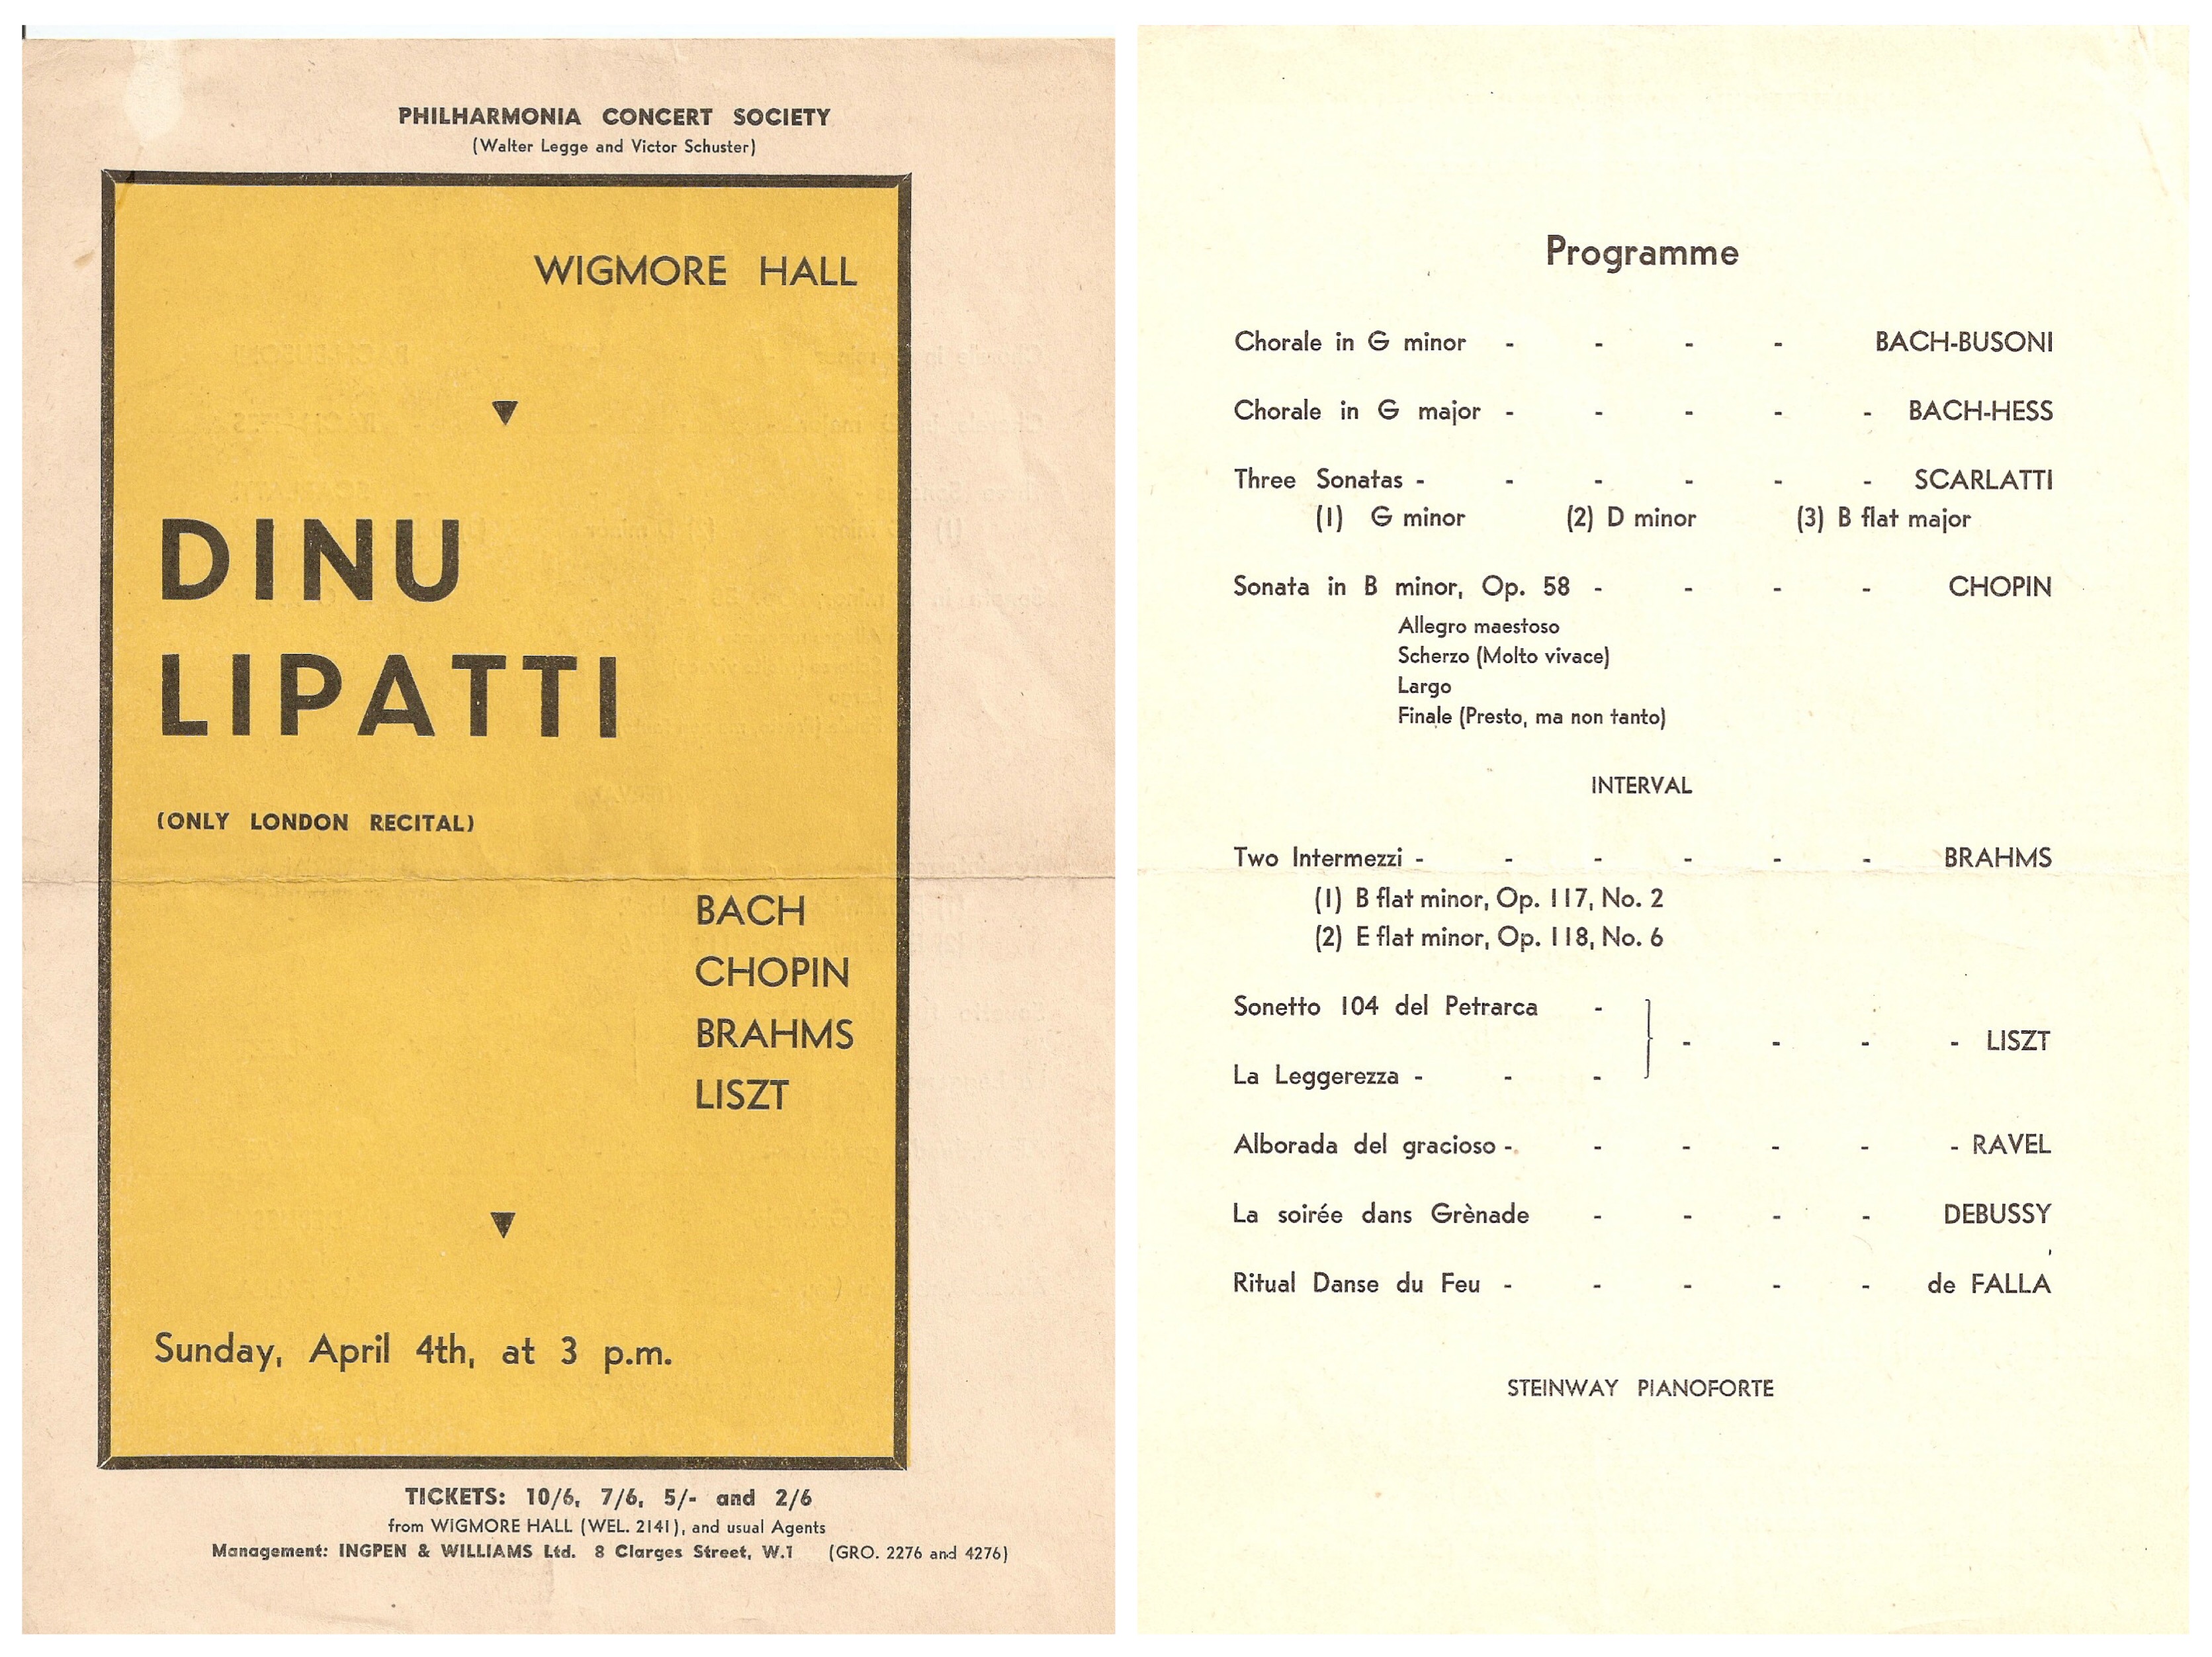 PHILHARMONIA CONCERT SOCIETY
(Walter Legge and Victor Schuster)
WIGMORE HALL
DINU
LIPATTI
(ONLY LONDON RECITAL)
BACH
CHOPIN
BRAHMS
LISZT
Sunday, April 4th, at 3 p.m.
TICKETS: 10/6, 7/6, 5/- and 2/6
from WIGMORE HALL (WEL. 2141), and usual Agents
Management: INGPEN & WILLIAMS Ltd. 8 Clarges Street, W.1 (GRO. 2276 and 4276)
Programme
Chorale in G minor - - - - BACH-BUSONI
Chorale in G major - - - - - BACH-HESS
Three Sonatas - - - - - - SCARLATTI
(1) G minor (2) D minor (3) B flat major
Sonata in B minor, Op. 58 - - - - CHOPIN
Allegro maestoso
Scherzo (Molto vivace)
Largo
Finale (Presto, ma non tanto)
INTERVAL
Two Intermezzi - - - - - - BRAHMS
(1) B flat minor, Op. 117, No. 2
(2) E flat minor, Op. 118, No. 6
Sonetto 104 del Petrarca -
- - - - LISZT
La Leggerezza - - -
Alborada del gracioso - - - - - - RAVEL
La soirée dans Grènade - - - - DEBUSSY
Ritual Danse du Feu - - - - - de FALLA
STEINWAY PIANOFORTE